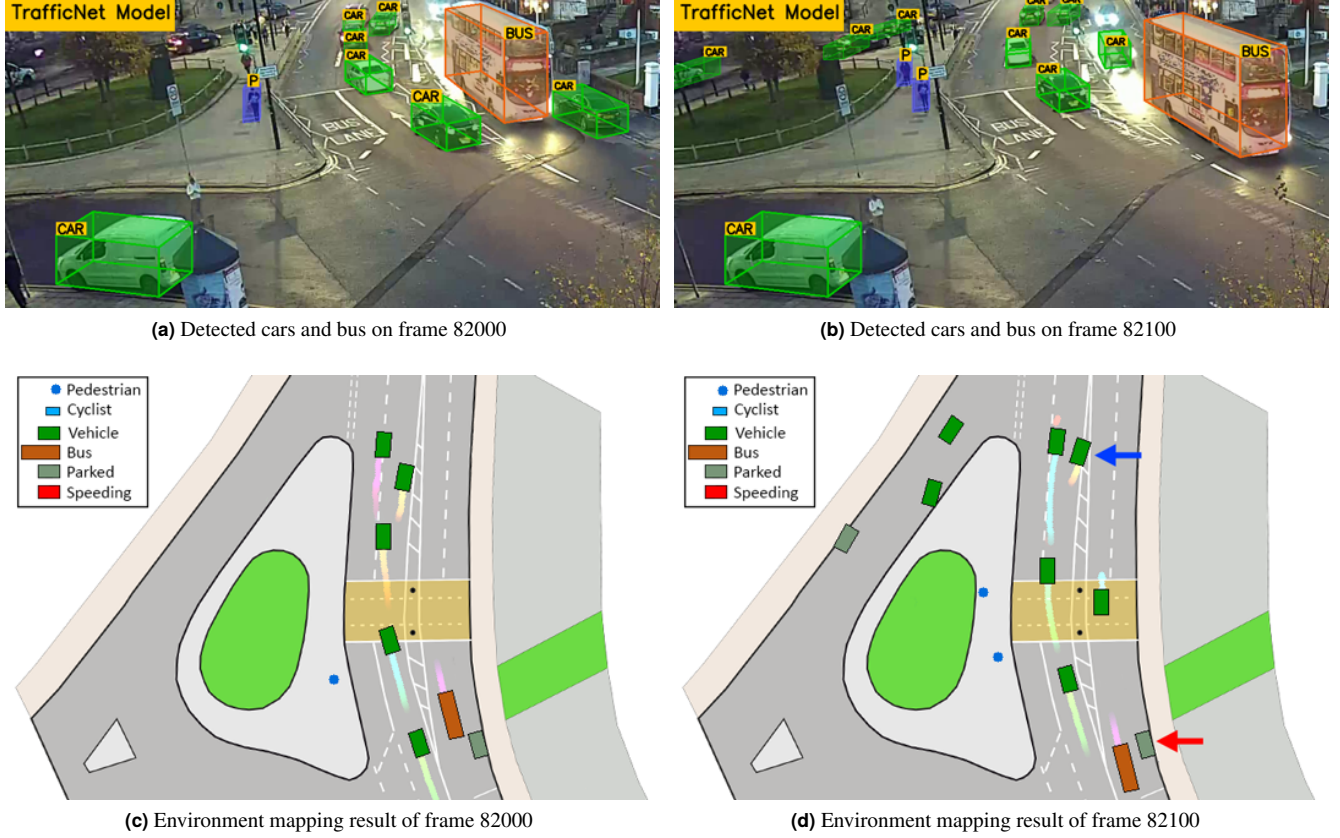 TrafficNet Model
CAR
CAR
CAR
CAR
CAR
BUS
CAR
P
BUS
LANE
CAR
TrafficNet Model
CAR
CAR
CAR
CAR
CAR
CAR
CAR
CAR
P
P
BUS
BUS
LANE
CAR
(a) Detected cars and bus on frame 82000
(b) Detected cars and bus on frame 82100
Pedestrian
Cyclist
Vehicle
Bus
Parked
Speeding
Pedestrian
Cyclist
Vehicle
Bus
Parked
Speeding
(c) Environment mapping result of frame 82000
(d) Environment mapping result of frame 82100